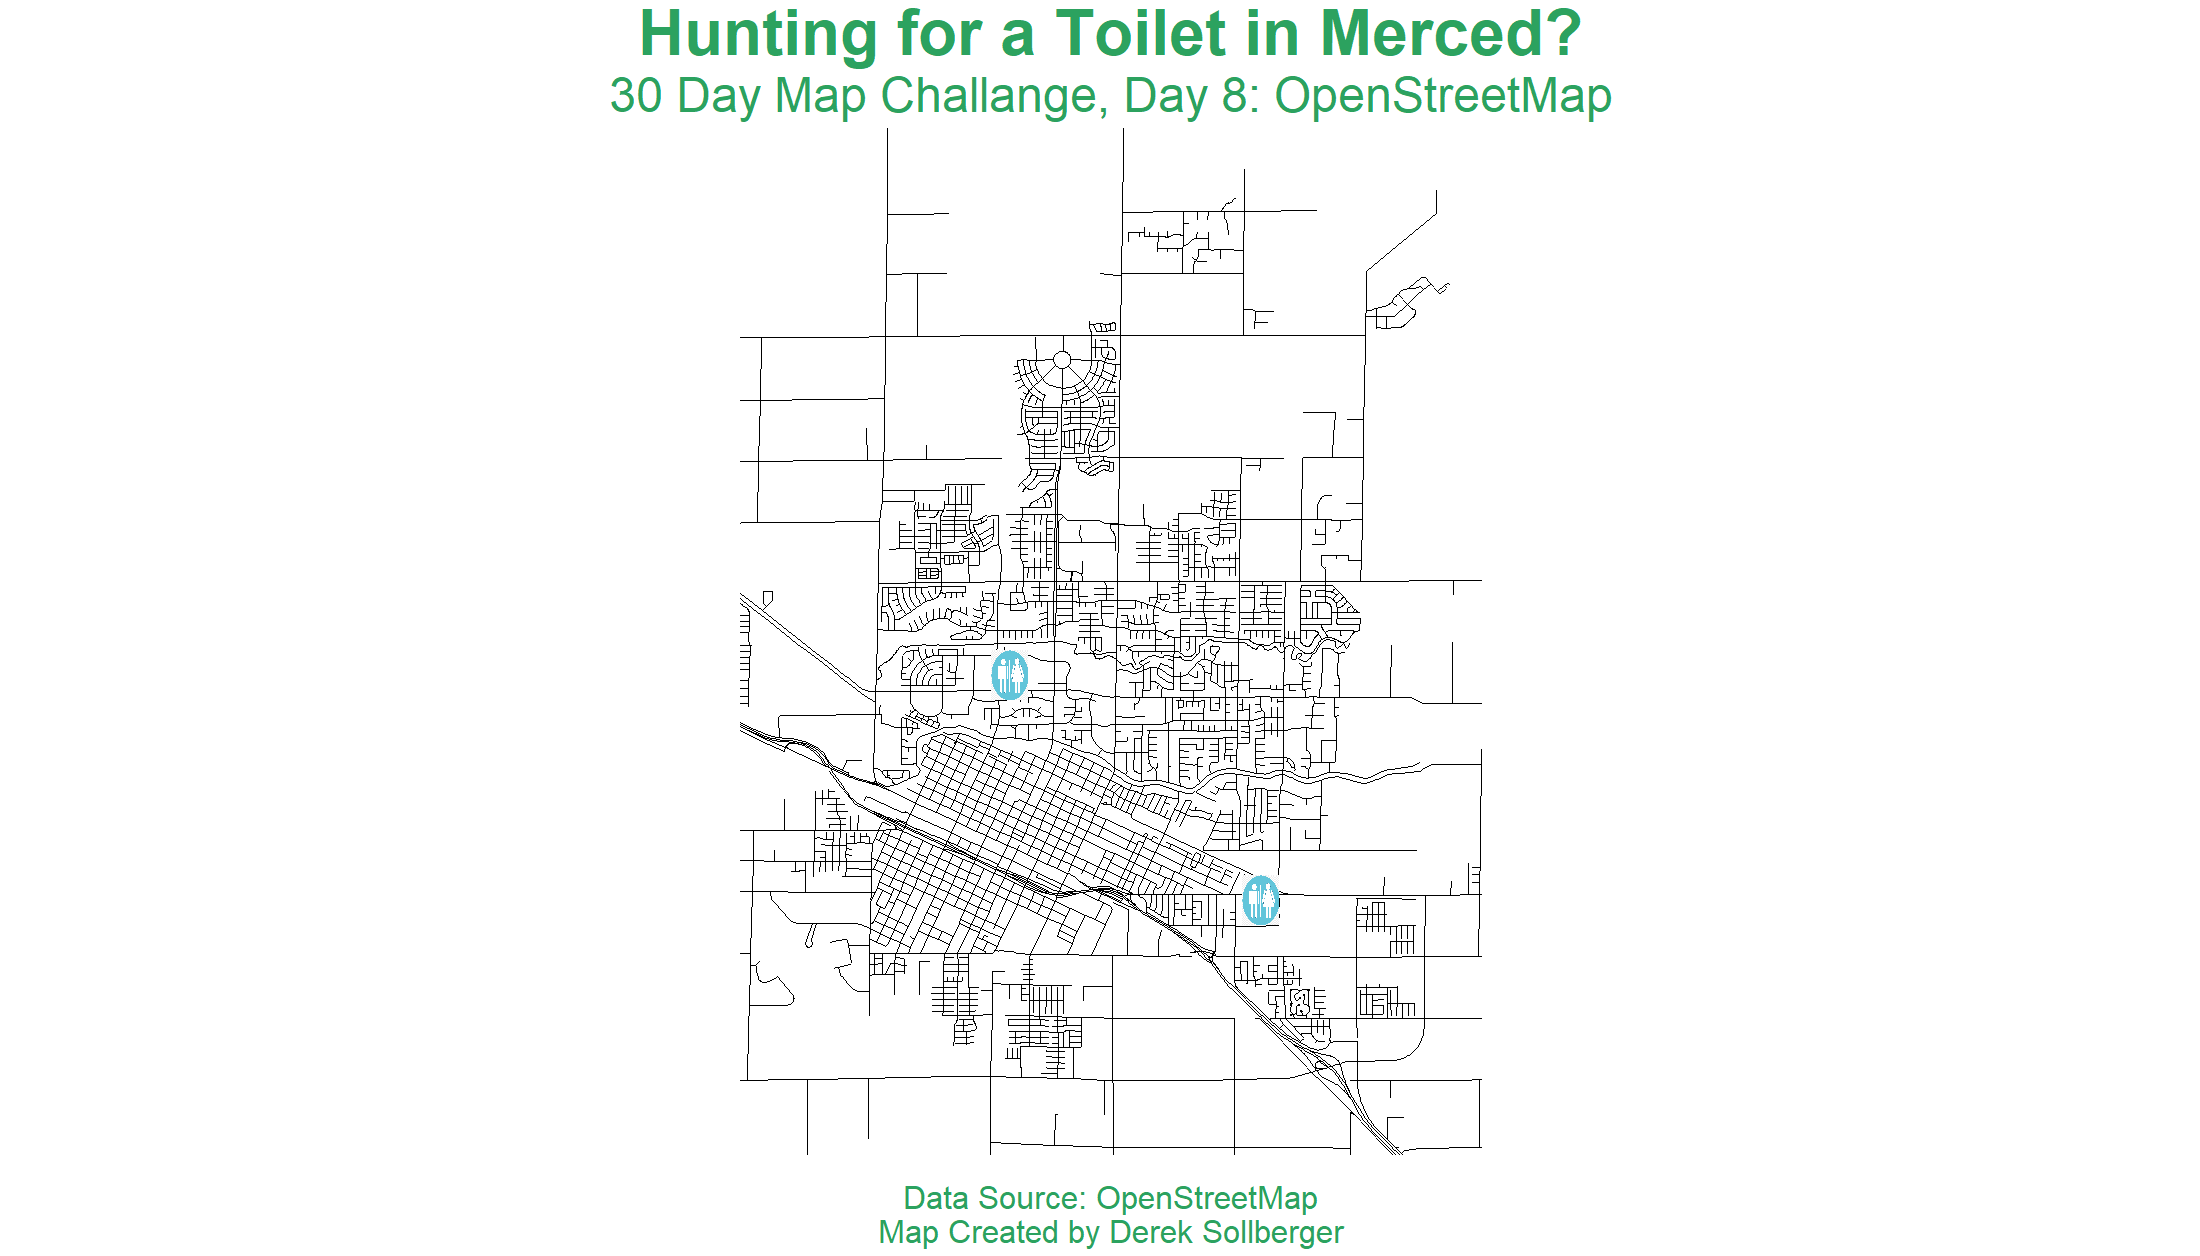 Hunting for a Toilet in Merced?
30 Day Map Challange, Day 8: OpenStreetMap
Data Source: OpenStreetMap
Map Created by Derek Sollberger